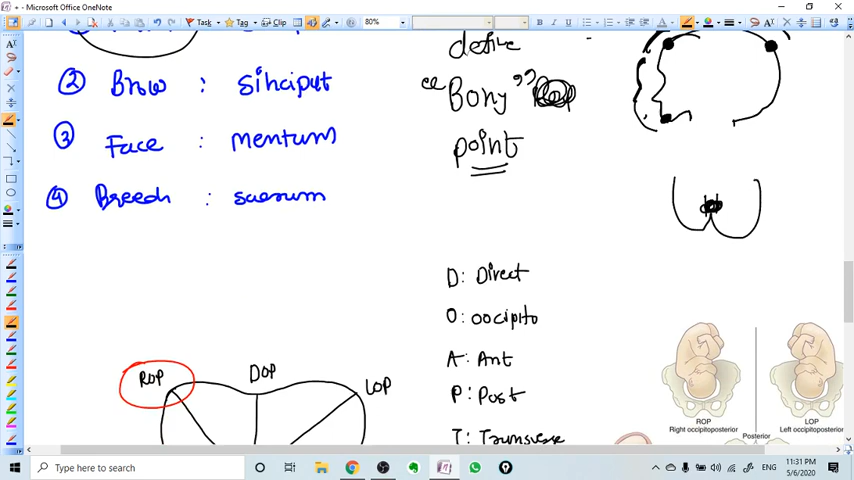 - Microsoft Office OneNote
Task
Tag
Clip
80%
B I U
② Brow : sinciput
③ Face : mentum
④ Breech : sacrum
define
"Bony"
point
D: Direct
O: occipito
A: Ant
P: Post
T: Transverse
ROP
DOP
LOP
ROP
Right occipitoposterior
LOP
Left occipitoposterior
Posterior
Type here to search
ENG
11:31 PM
5/6/2020